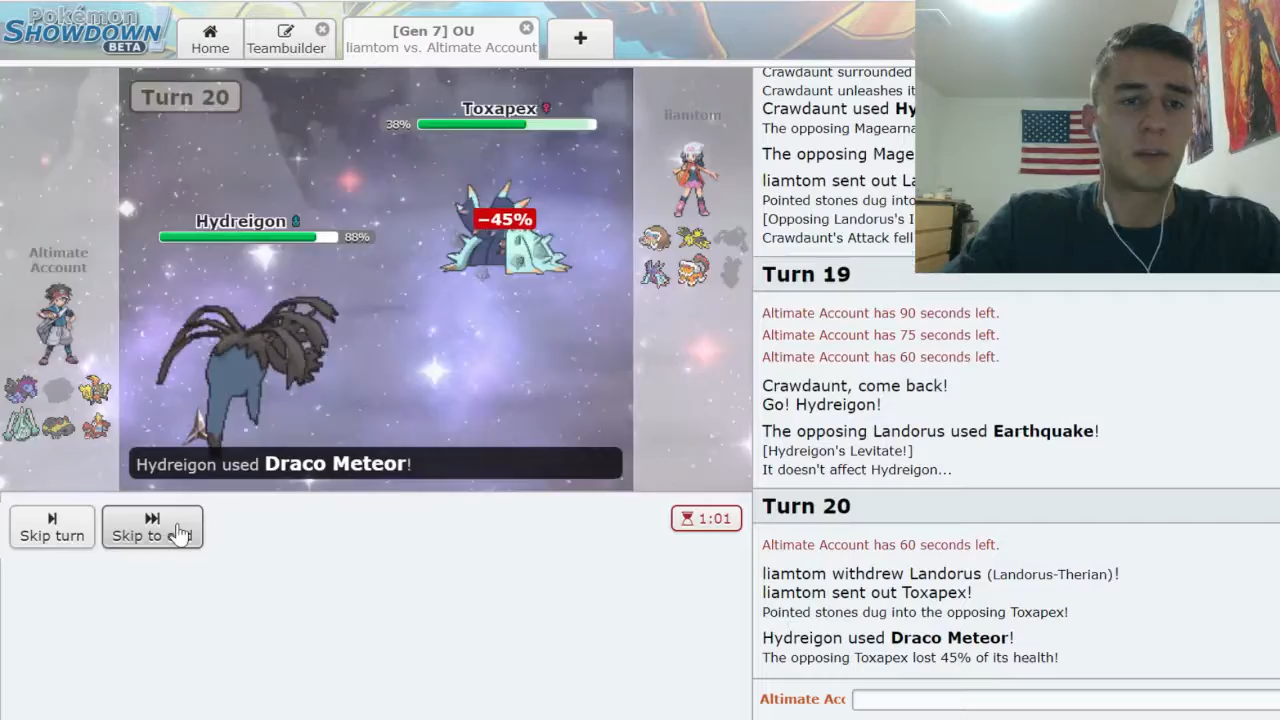 Pokémon
SHOWDOWN
BETA
Home
Teambuilder
[Gen 7] OU
liamtom vs. Altimate Account
+
Turn 20
Toxapex
38%
−45%
Hydreigon
88%
Altimate
Account
liamtom
Hydreigon used Draco Meteor!
Skip turn
Skip to end
1:01
Crawdaunt surrounded
Crawdaunt unleashes it
Crawdaunt used Hy
The opposing Magearna
The opposing Mage
liamtom sent out La
Pointed stones dug into
[Opposing Landorus's I
Crawdaunt's Attack fell
Turn 19
Altimate Account has 90 seconds left.
Altimate Account has 75 seconds left.
Altimate Account has 60 seconds left.
Crawdaunt, come back!
Go! Hydreigon!
The opposing Landorus used Earthquake!
[Hydreigon's Levitate!]
It doesn't affect Hydreigon...
Turn 20
Altimate Account has 60 seconds left.
liamtom withdrew Landorus (Landorus-Therian)!
liamtom sent out Toxapex!
Pointed stones dug into the opposing Toxapex!
Hydreigon used Draco Meteor!
The opposing Toxapex lost 45% of its health!
Altimate Acc